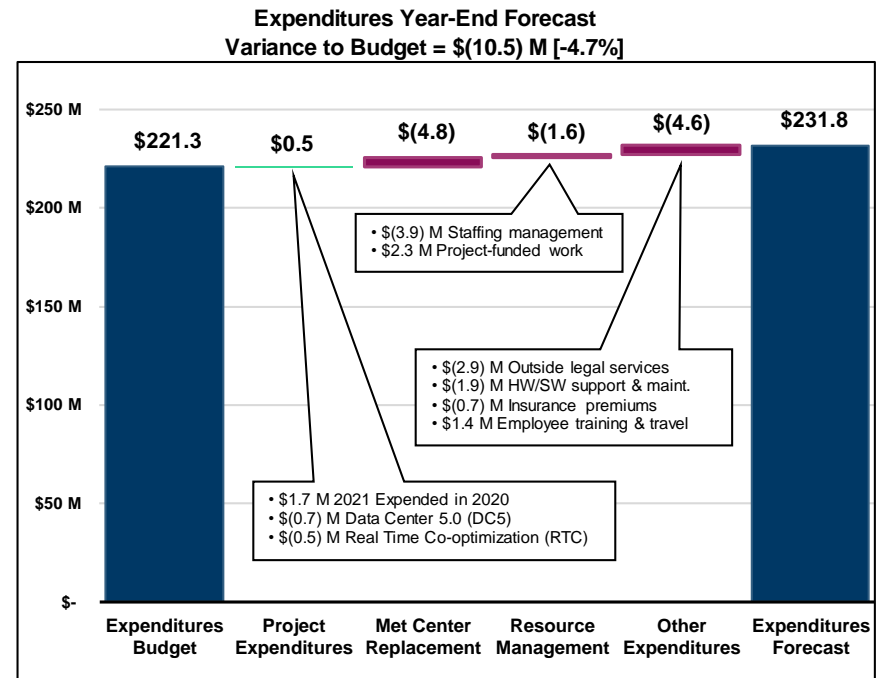 Expenditures Year-End Forecast
Variance to Budget = $(10.5) M [-4.7%]
$250 M
$200 M
$150 M
$100 M
$50 M
$-
$221.3
$0.5
$(4.8)
$(1.6)
$(4.6)
$231.8
• $(3.9) M Staffing management
• $2.3 M Project-funded work
• $(2.9) M Outside legal services
• $(1.9) M HW/SW support & maint.
• $(0.7) M Insurance premiums
• $1.4 M Employee training & travel
• $1.7 M 2021 Expended in 2020
• $(0.7) M Data Center 5.0 (DC5)
• $(0.5) M Real Time Co-optimization (RTC)
Expenditures
Budget
Project
Expenditures
Met Center
Replacement
Resource
Management
Other
Expenditures
Expenditures
Forecast